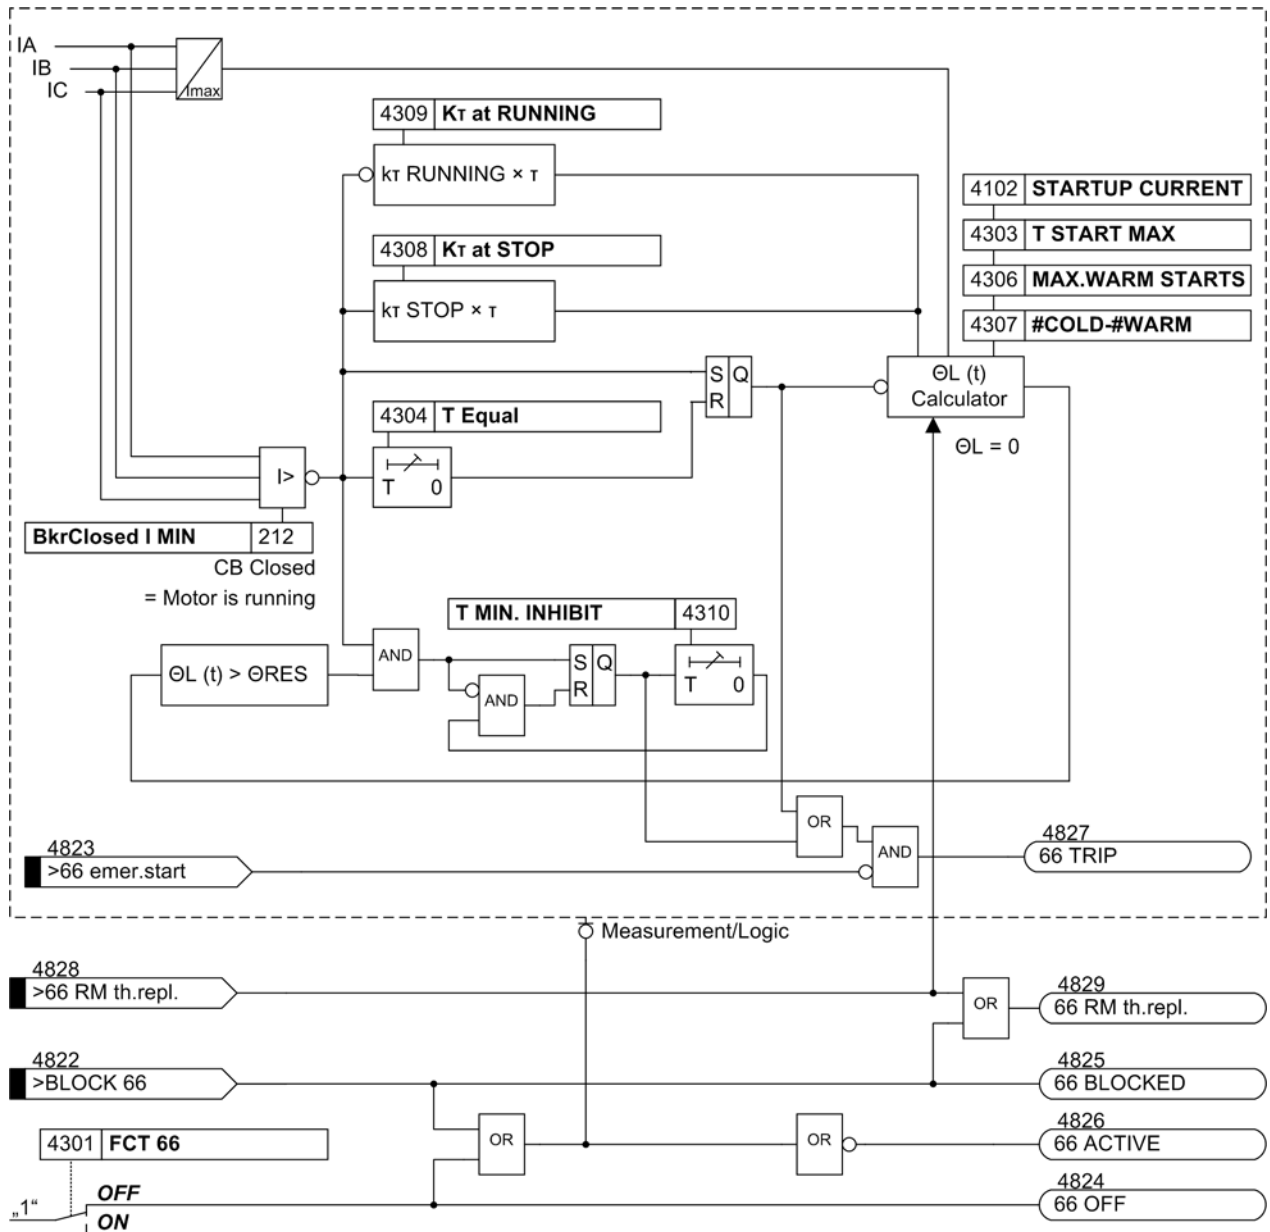 IA
IB
IC
Imax
4309 Kτ at RUNNING
kτ RUNNING × τ
4102 STARTUP CURRENT
4303 T START MAX
4308 Kτ at STOP
4306 MAX.WARM STARTS
kτ STOP × τ
4307 #COLD-#WARM
S Q
R
ΘL (t)
Calculator
4304 T Equal
ΘL = 0
I>
T 0
BkrClosed I MIN 212
CB Closed
= Motor is running
T MIN. INHIBIT 4310
AND
ΘL (t) > ΘRES
S Q
R
T 0
AND
OR
4823
>66 emer.start
AND
4827
66 TRIP
Measurement/Logic
4828
>66 RM th.repl.
OR
4829
66 RM th.repl.
4822
>BLOCK 66
4825
66 BLOCKED
4301 FCT 66
OR
OR
4826
66 ACTIVE
4824
66 OFF
„1“
OFF
ON